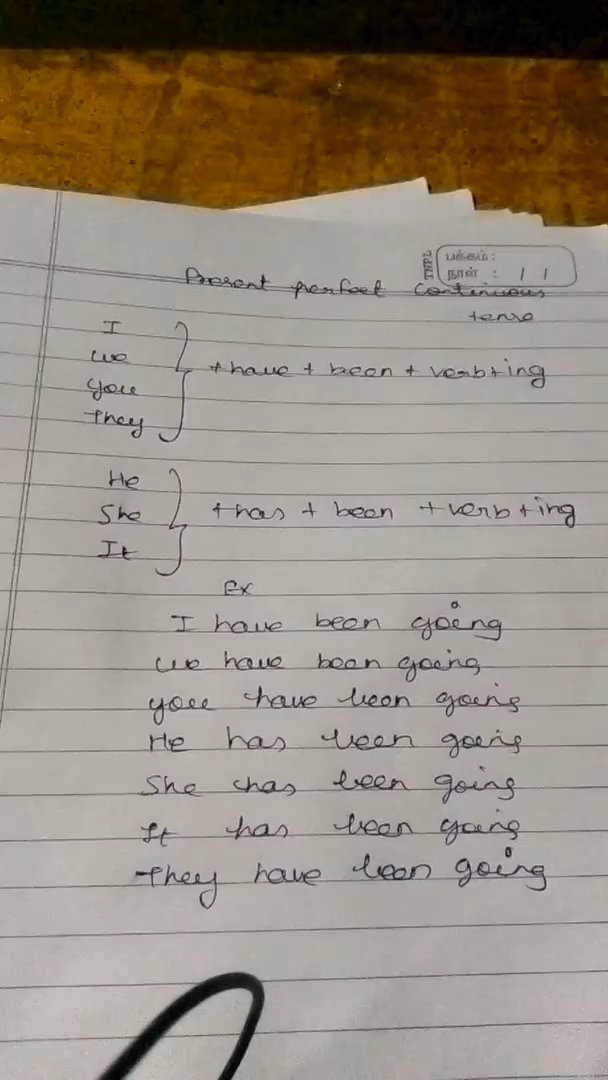 TNPL
பக்கம் :
நாள் : / /
Present perfect Continuous
tense
I
we
you
they
} +have + been + verb+ing
He
She
It
} +has + been +verb+ing
Ex
I have been going
we have been going
you have been going
He has been going
She has been going
It has been going
They have been going